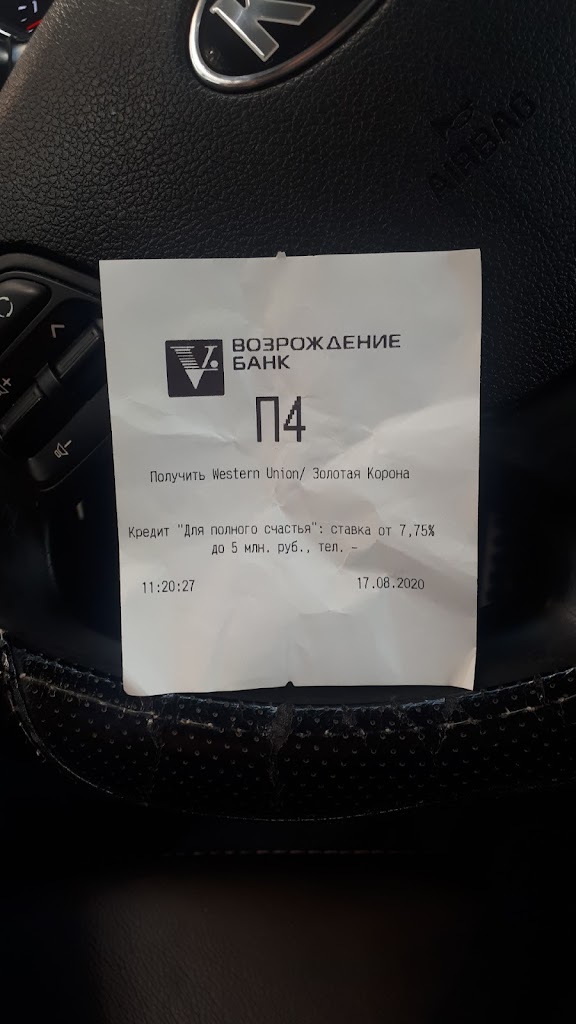 AIRBAG
V.
ВОЗРОЖДЕНИЕ
БАНК
П4
Получить Western Union/ Золотая Корона
Кредит "Для полного счастья": ставка от 7,75%
до 5 млн. руб., тел. -
11:20:27 17.08.2020